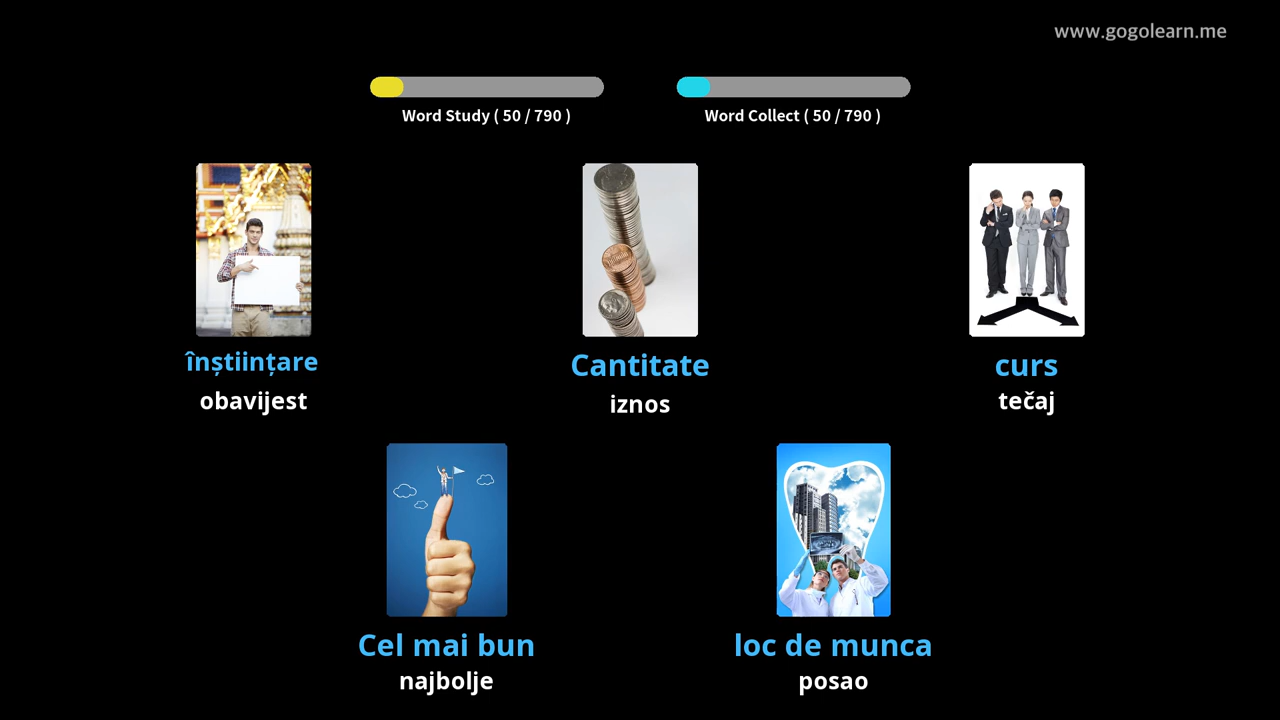 www.gogolearn.me
Word Study ( 50 / 790 )
Word Collect ( 50 / 790 )
înștiințare
obavijest
Cantitate
iznos
curs
tečaj
Cel mai bun
najbolje
loc de munca
posao